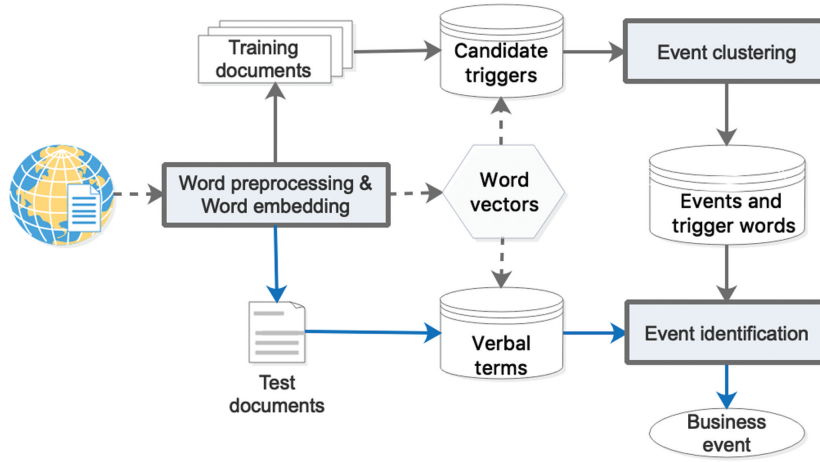 Training
documents
Candidate
triggers
Event clustering
Word preprocessing &
Word embedding
Word
vectors
Events and
trigger words
Test
documents
Verbal
terms
Event identification
Business
event